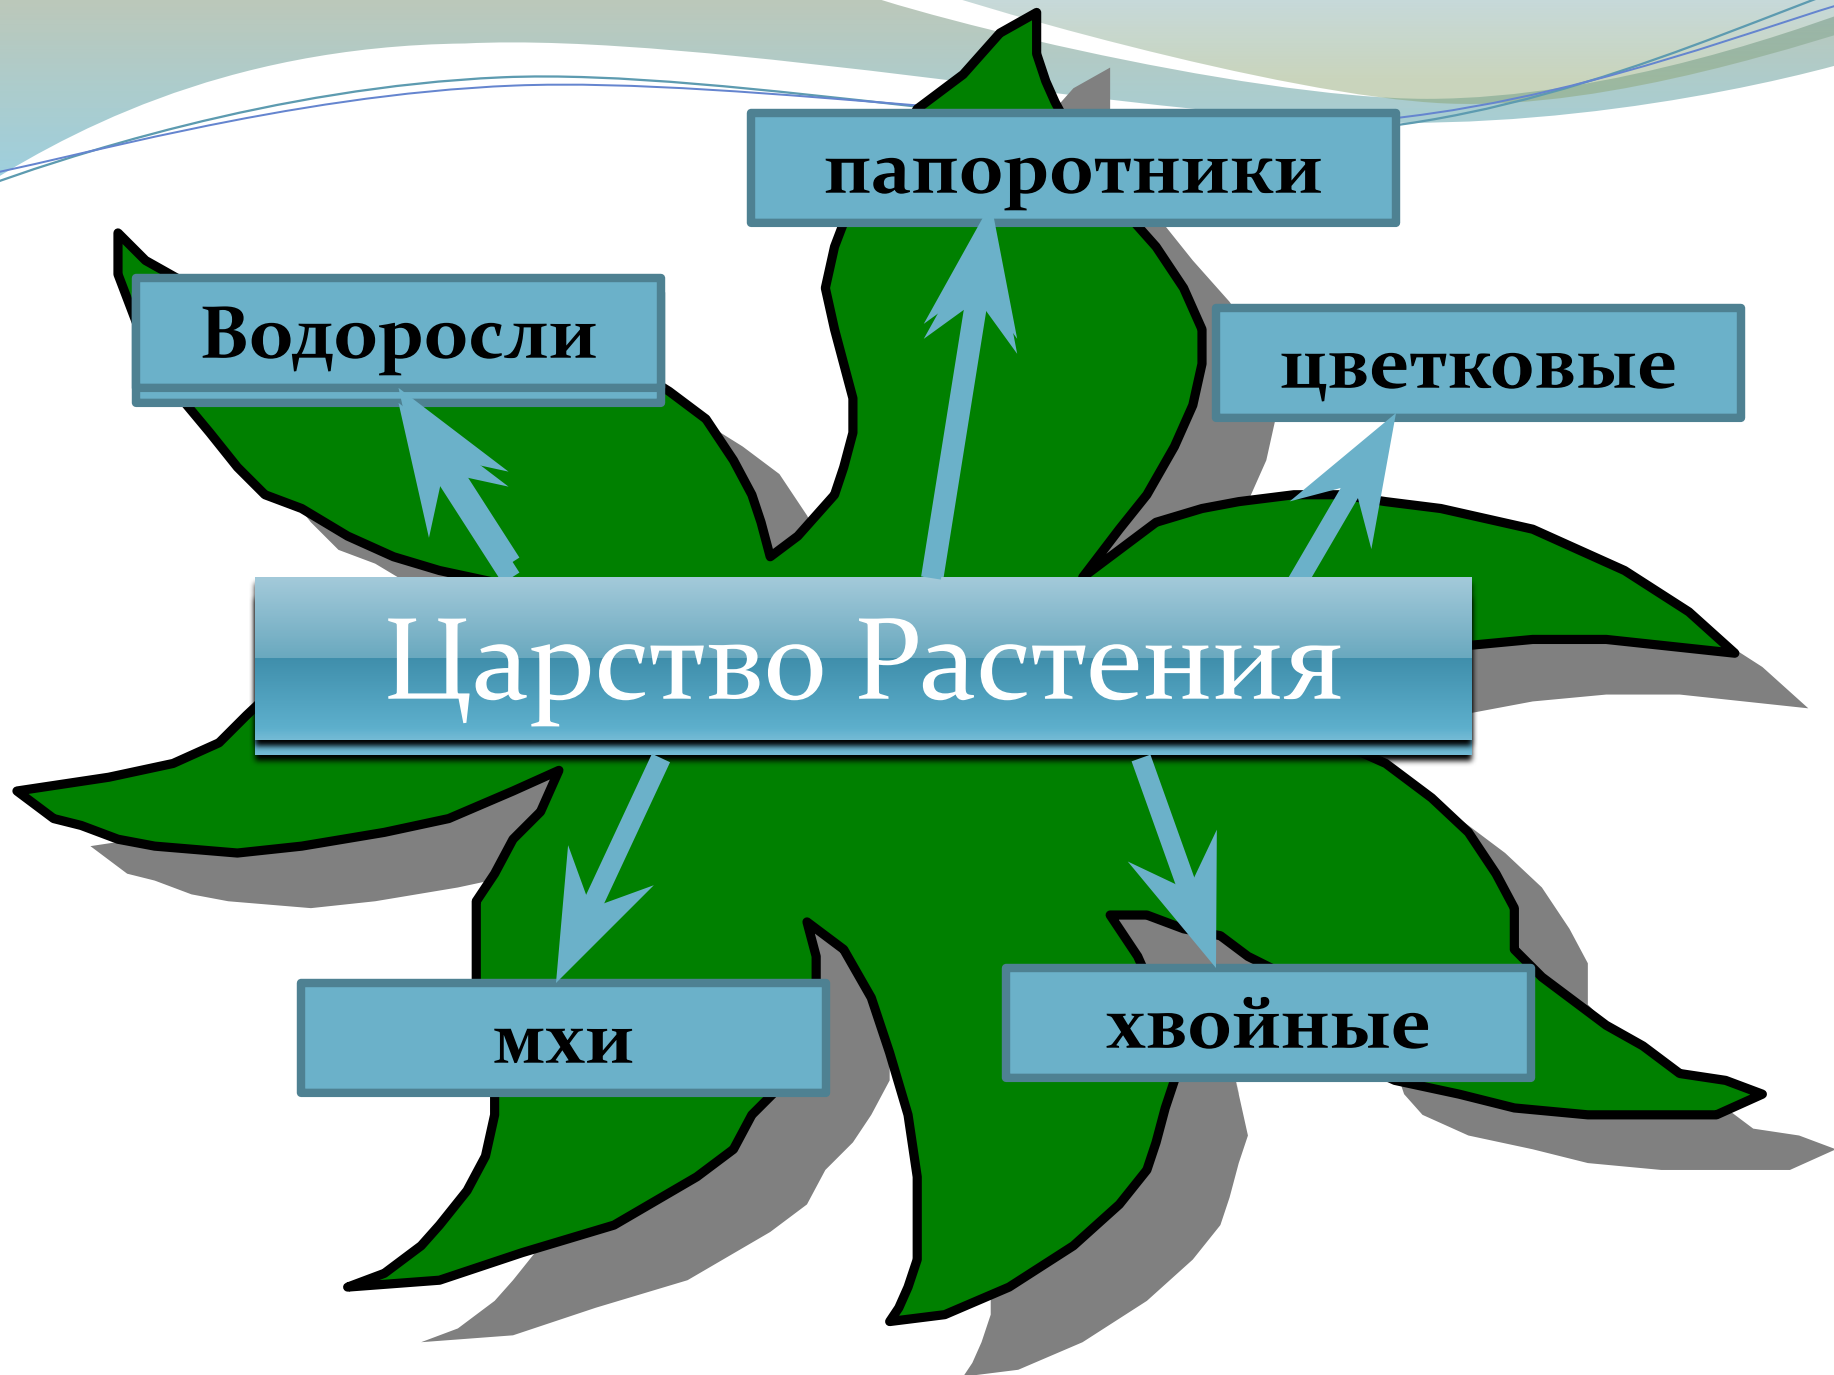 папоротники
Водоросли
цветковые
Царство Растения
мхи
хвойные